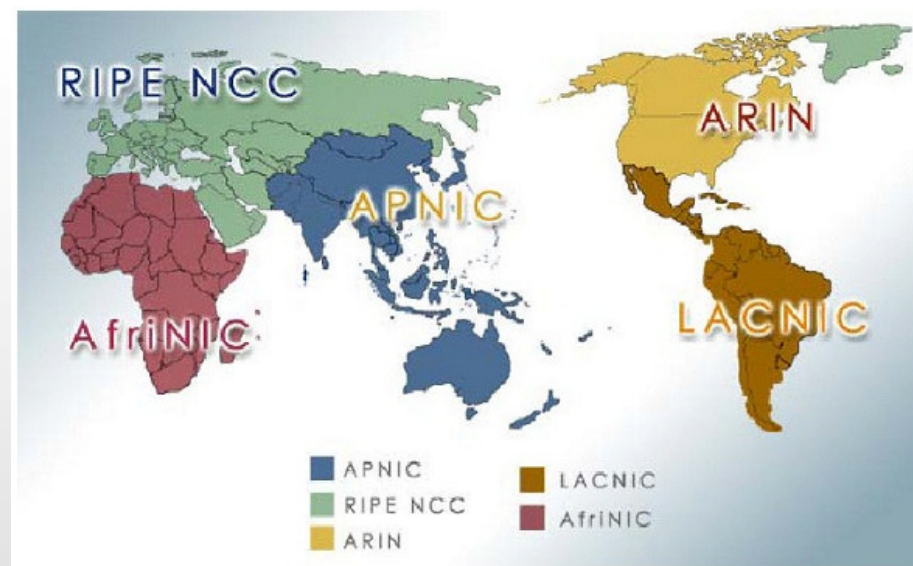 RIPE NCC
ARIN
APNIC
AfriNIC
LACNIC
APNIC
RIPE NCC
ARIN
LACNIC
AfriNIC